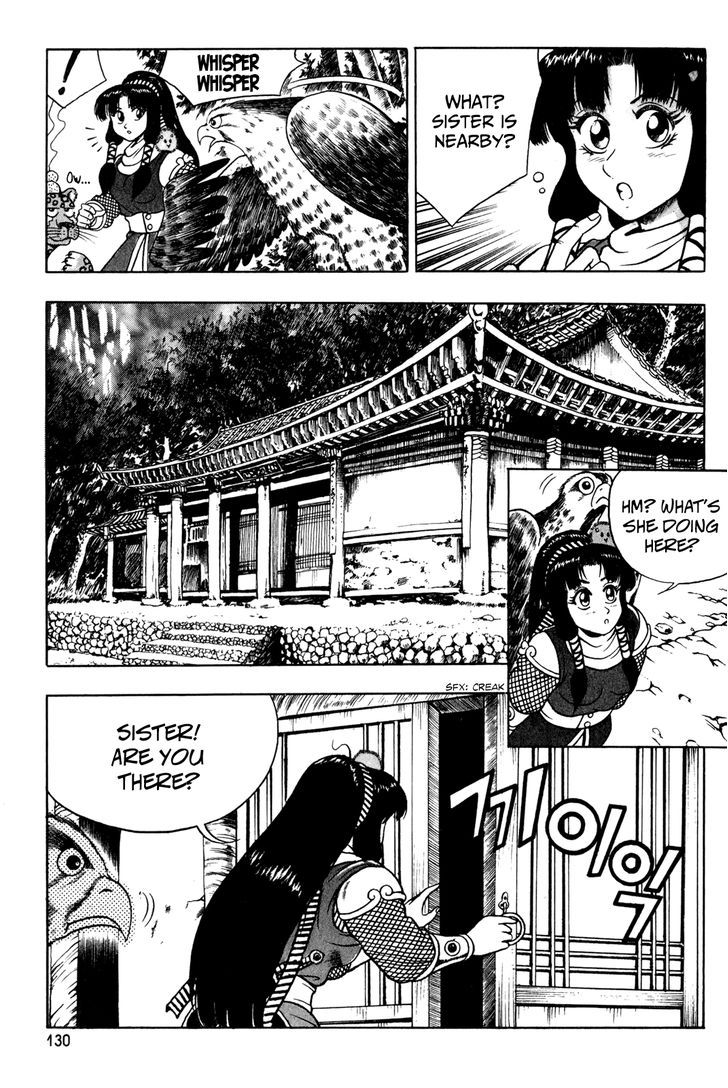 !
WHISPER
WHISPER
OW...
WHAT?
SISTER IS
NEARBY?
HM? WHAT'S
SHE DOING
HERE?
SFX: CREAK
SISTER!
ARE YOU
THERE?
끼이익
130